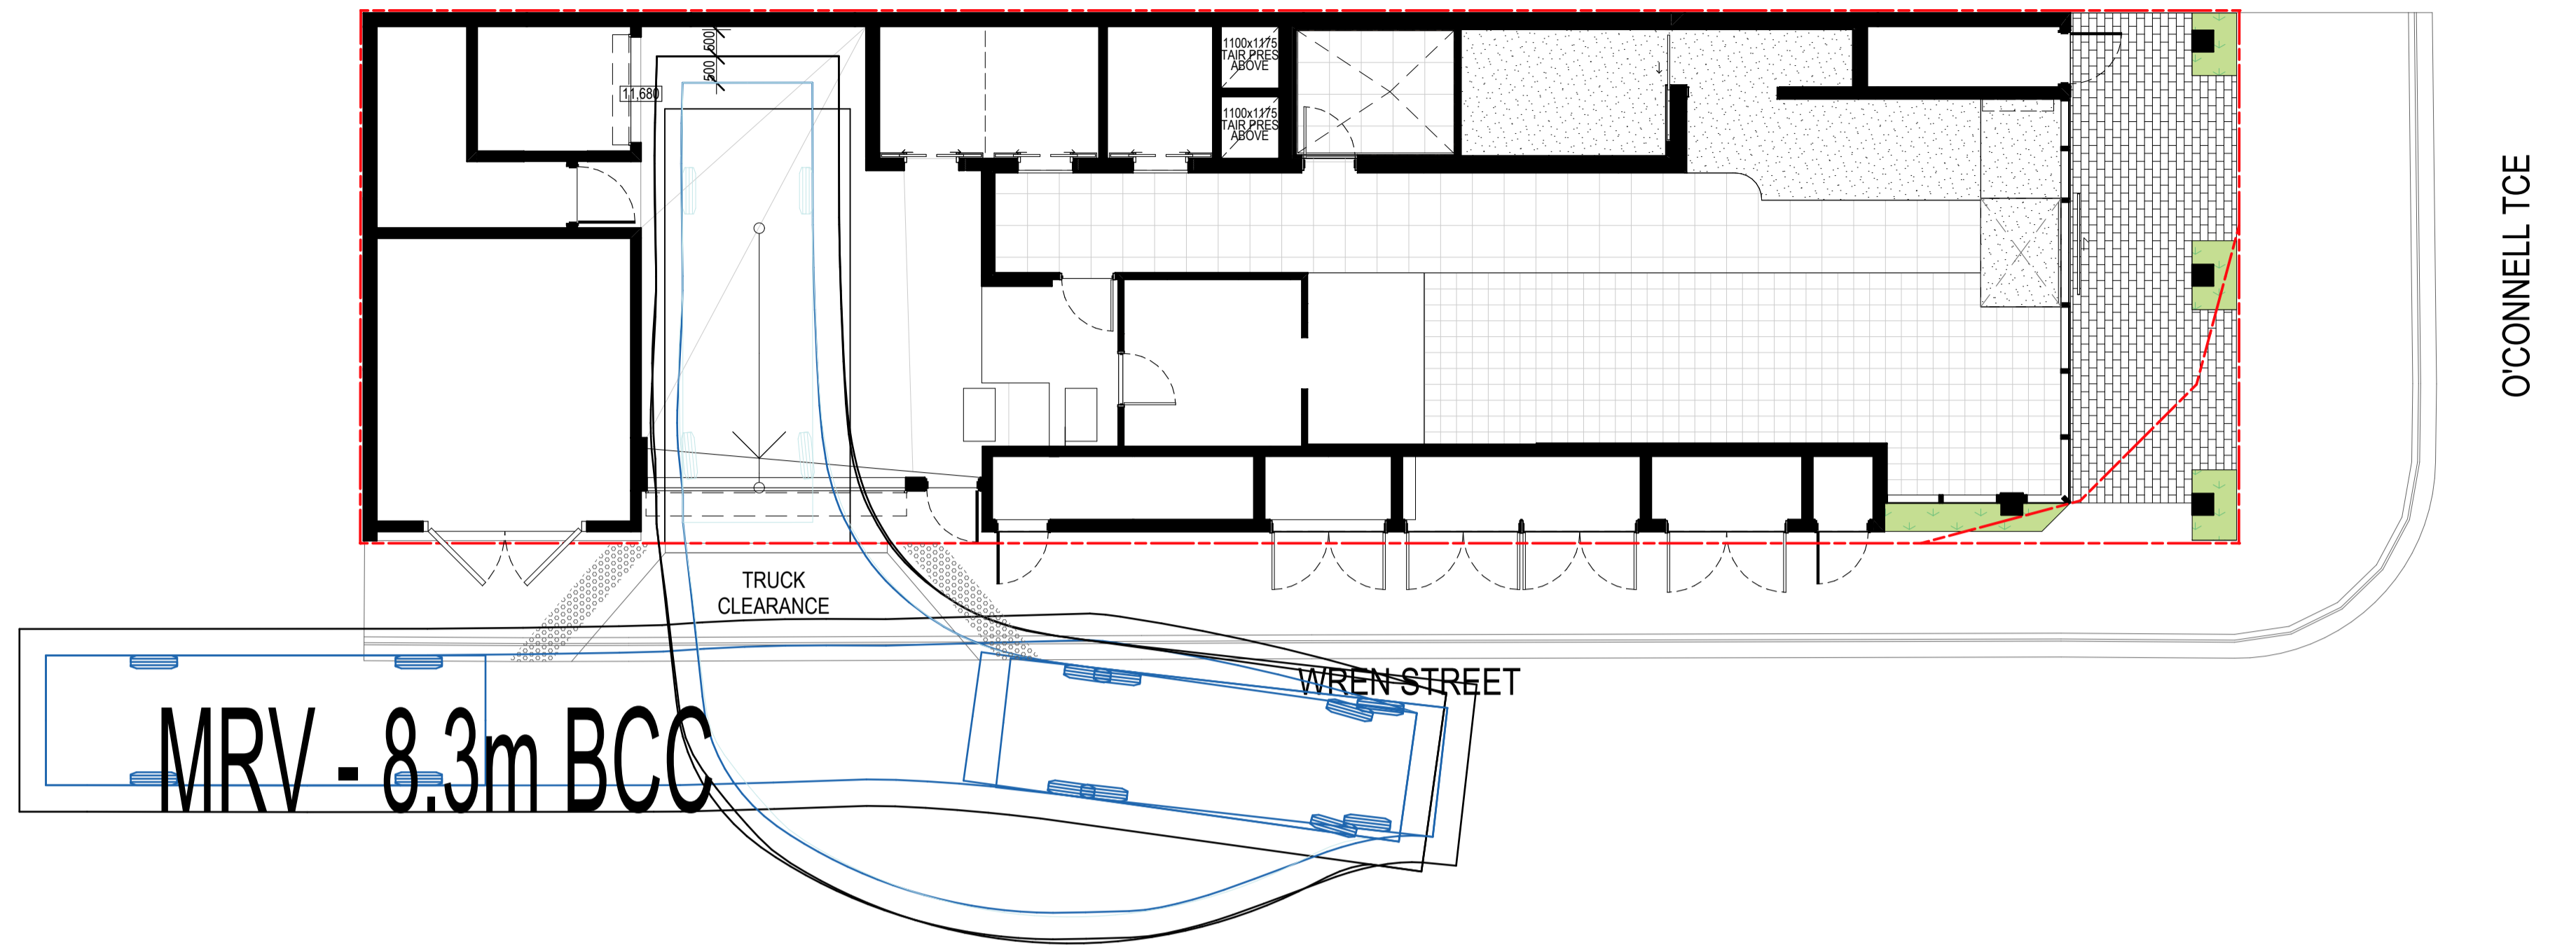 500
500
11,680
1100x1175
TAIR PRES
ABOVE
1100x1175
TAIR PRES
ABOVE
O'CONNELL TCE
TRUCK
CLEARANCE
WREN STREET
MRV - 8.3m BCC